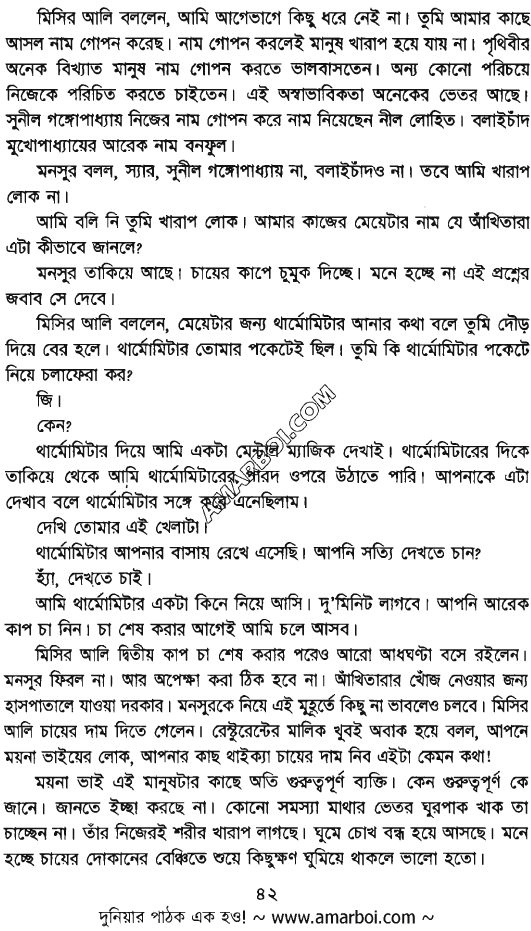 মিসির আলি বললেন, আমি আগেভাগে কিছু ধরে নেই না। তুমি আমার কাছে
আসল নাম গোপন করেছ। নাম গোপন করলেই মানুষ খারাপ হয়ে যায় না। পৃথিবীর
অনেক বিখ্যাত মানুষ নাম গোপন করতে ভালবাসতেন। অন্য কোনো পরিচয়ে
নিজেকে পরিচিত করতে চাইতেন। এই অস্বাভাবিকতা অনেকের ভেতর আছে।
সুনীল গঙ্গোপাধ্যায় নিজের নাম গোপন করে নাম নিয়েছেন নীল লোহিত। বলাইচাঁদ
মুখোপাধ্যায়ের আরেক নাম বনফুল।
মনসুর বলল, স্যার, সুনীল গঙ্গোপাধ্যায় না, বলাইচাঁদও না। তবে আমি খারাপ
লোক না।
আমি বলি নি তুমি খারাপ লোক। আমার কাজের মেয়েটার নাম যে আঁখিতারা
এটা কীভাবে জানলে?
মনসুর তাকিয়ে আছে। চায়ের কাপে চুমুক দিচ্ছে। মনে হচ্ছে না এই প্রশ্নের
জবাব সে দেবে।
মিসির আলি বললেন, মেয়েটার জন্য থার্মোমিটার আনার কথা বলে তুমি দৌড়
দিয়ে বের হলে। থার্মোমিটার তোমার পকেটেই ছিল। তুমি কি থার্মোমিটার পকেটে
নিয়ে চলাফেরা কর?
জি।
কেন?
থার্মোমিটার দিয়ে আমি একটা মেন্টাল ম্যাজিক দেখাই। থার্মোমিটারের দিকে
তাকিয়ে থেকে আমি থার্মোমিটারের পারদ ওপরে উঠাতে পারি। আপনাকে এটা
দেখাব বলে থার্মোমিটার সঙ্গে করে এনেছিলাম।
দেখি তোমার এই খেলাটা।
থার্মোমিটার আপনার বাসায় রেখে এসেছি। আপনি সত্যি দেখতে চান?
হ্যাঁ, দেখতে চাই।
আমি থার্মোমিটার একটা কিনে নিয়ে আসি। দু'মিনিট লাগবে। আপনি আরেক
কাপ চা নিন। চা শেষ করার আগেই আমি চলে আসব।
মিসির আলি দ্বিতীয় কাপ চা শেষ করার পরেও আরো আধঘণ্টা বসে রইলেন।
মনসুর ফিরল না। আর অপেক্ষা করা ঠিক হবে না। আঁখিতারার খোঁজ নেওয়ার জন্য
হাসপাতালে যাওয়া দরকার। মনসুরকে নিয়ে এই মুহূর্তে কিছু না ভাবলেও চলবে। মিসির
আলি চায়ের দাম দিতে গেলেন। রেস্টুরেন্টের মালিক খুবই অবাক হয়ে বলল, আপনে
ময়না ভাইয়ের লোক, আপনার কাছ থাইক্যা চায়ের দাম নিব এইটা কেমন কথা!
ময়না ভাই এই মানুষটার কাছে অতি গুরুত্বপূর্ণ ব্যক্তি। কেন গুরুত্বপূর্ণ কে
জানে। জানতে ইচ্ছা করছে না। কোনো সমস্যা মাথার ভেতর ঘুরপাক খাক তা
চাচ্ছেন না। তাঁর নিজেরই শরীর খারাপ লাগছে। ঘুমে চোখ বন্ধ হয়ে আসছে। মনে
হচ্ছে চায়ের দোকানের বেঞ্চিতে শুয়ে কিছুক্ষণ ঘুমিয়ে থাকলে ভালো হতো।
AMARBOI.COM
৪২
দুনিয়ার পাঠক এক হও! ~ www.amarboi.com ~